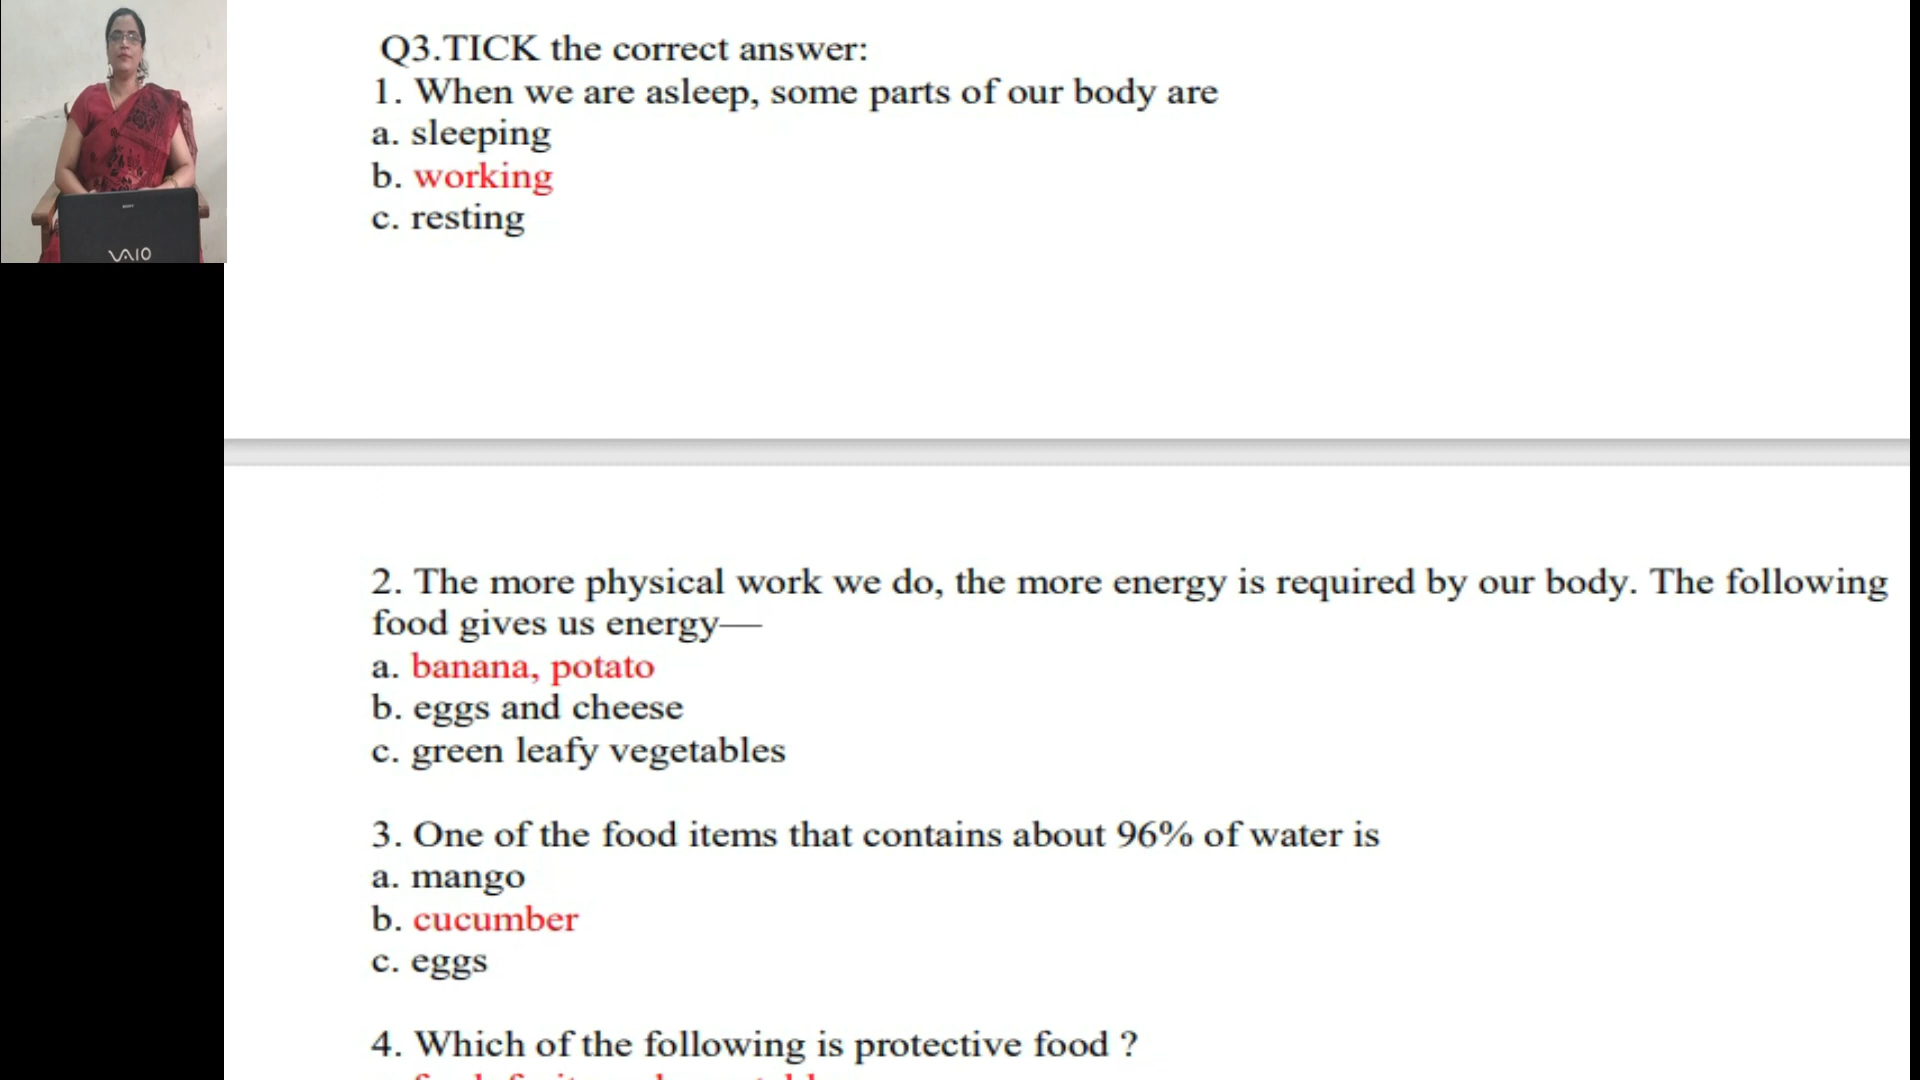 Q3.TICK the correct answer:
1. When we are asleep, some parts of our body are
a. sleeping
b. working
c. resting
SONY
VAIO
2. The more physical work we do, the more energy is required by our body. The following
food gives us energy—
a. banana, potato
b. eggs and cheese
c. green leafy vegetables
3. One of the food items that contains about 96% of water is
a. mango
b. cucumber
c. eggs
4. Which of the following is protective food ?